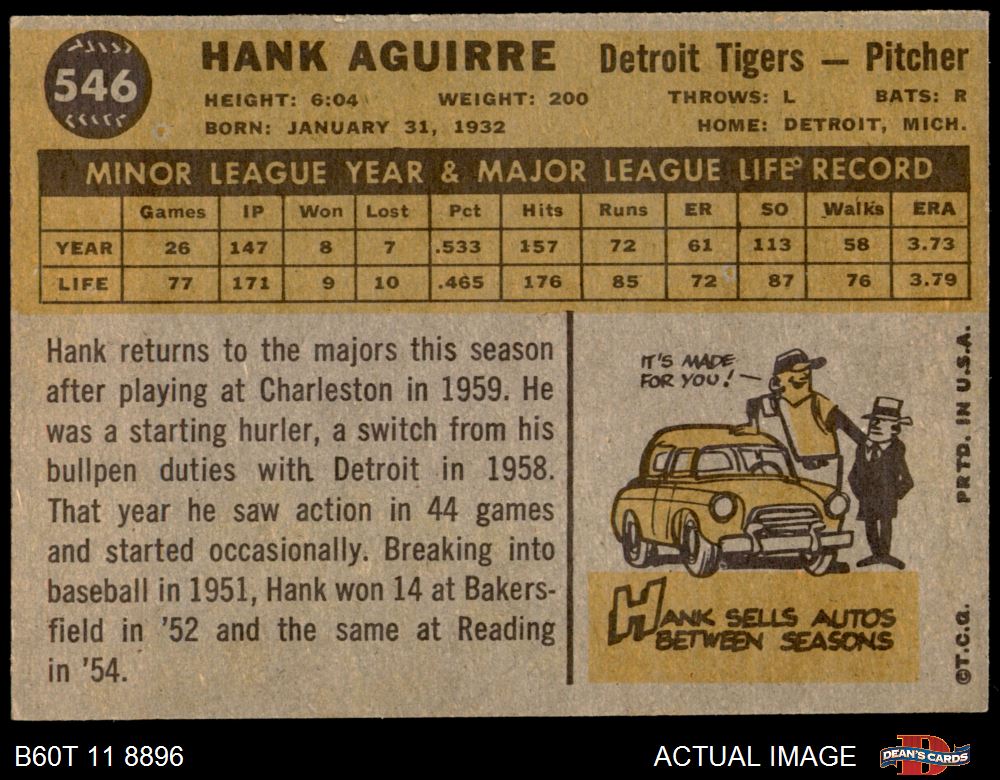 546
HANK AGUIRRE Detroit Tigers — Pitcher
HEIGHT: 6:04 WEIGHT: 200 THROWS: L BATS: R
BORN: JANUARY 31, 1932 HOME: DETROIT, MICH.
MINOR LEAGUE YEAR & MAJOR LEAGUE LIFE RECORD
Games IP Won Lost Pct Hits Runs ER SO Walks ERA
YEAR 26 147 8 7 .533 157 72 61 113 58 3.73
LIFE 77 171 9 10 .465 176 85 72 87 76 3.79
Hank returns to the majors this season
after playing at Charleston in 1959. He
was a starting hurler, a switch from his
bullpen duties with Detroit in 1958.
That year he saw action in 44 games
and started occasionally. Breaking into
baseball in 1951, Hank won 14 at Bakers-
field in '52 and the same at Reading
in '54.
IT'S MADE
FOR YOU!
HANK SELLS AUTOS
BETWEEN SEASONS
PRTD. IN U.S.A.
©T.C.G.
B60T 11 8896
ACTUAL IMAGE
DEAN'S CARDS